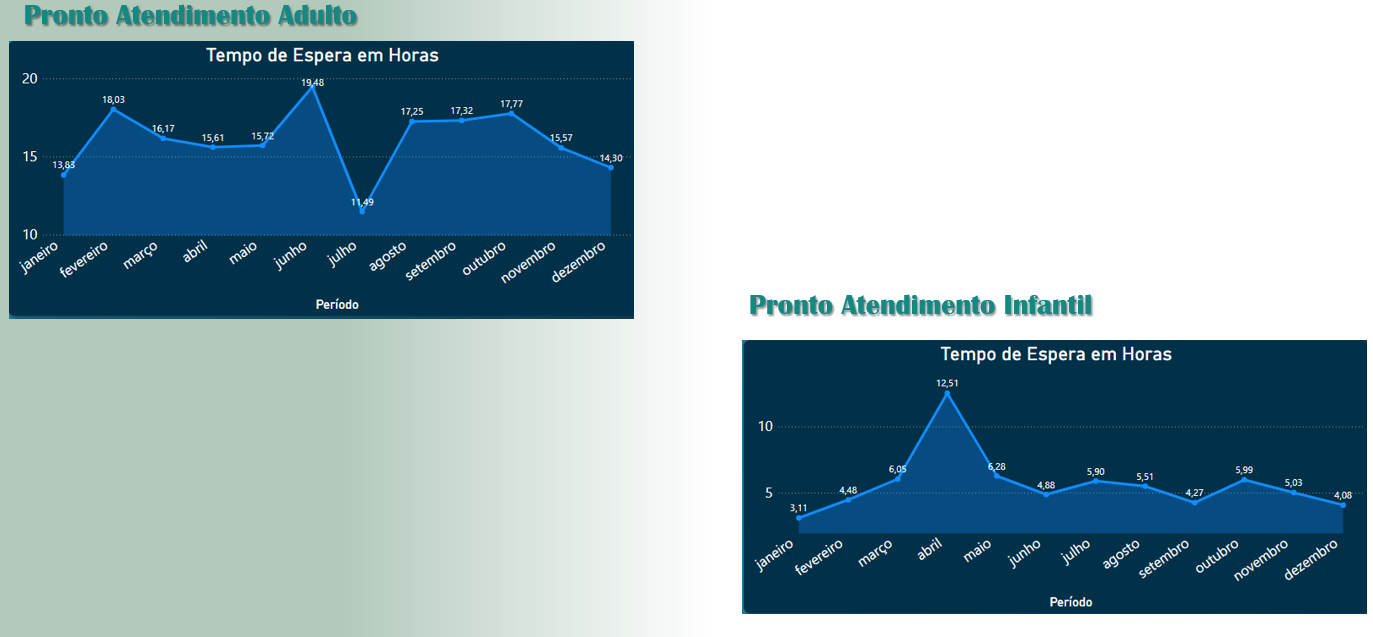 Pronto Atendimento Adulto
Tempo de Espera em Horas
20
15
10
13,83
18,03
16,17
15,61
15,72
19,48
11,49
17,25
17,32
17,77
15,57
14,30
janeiro
fevereiro
março
abril
maio
junho
julho
agosto
setembro
outubro
novembro
dezembro
Período
Pronto Atendimento Infantil
Tempo de Espera em Horas
10
5
3,11
4,48
6,05
12,51
6,28
4,88
5,90
5,51
4,27
5,99
5,03
4,08
janeiro
fevereiro
março
abril
maio
junho
julho
agosto
setembro
outubro
novembro
dezembro
Período